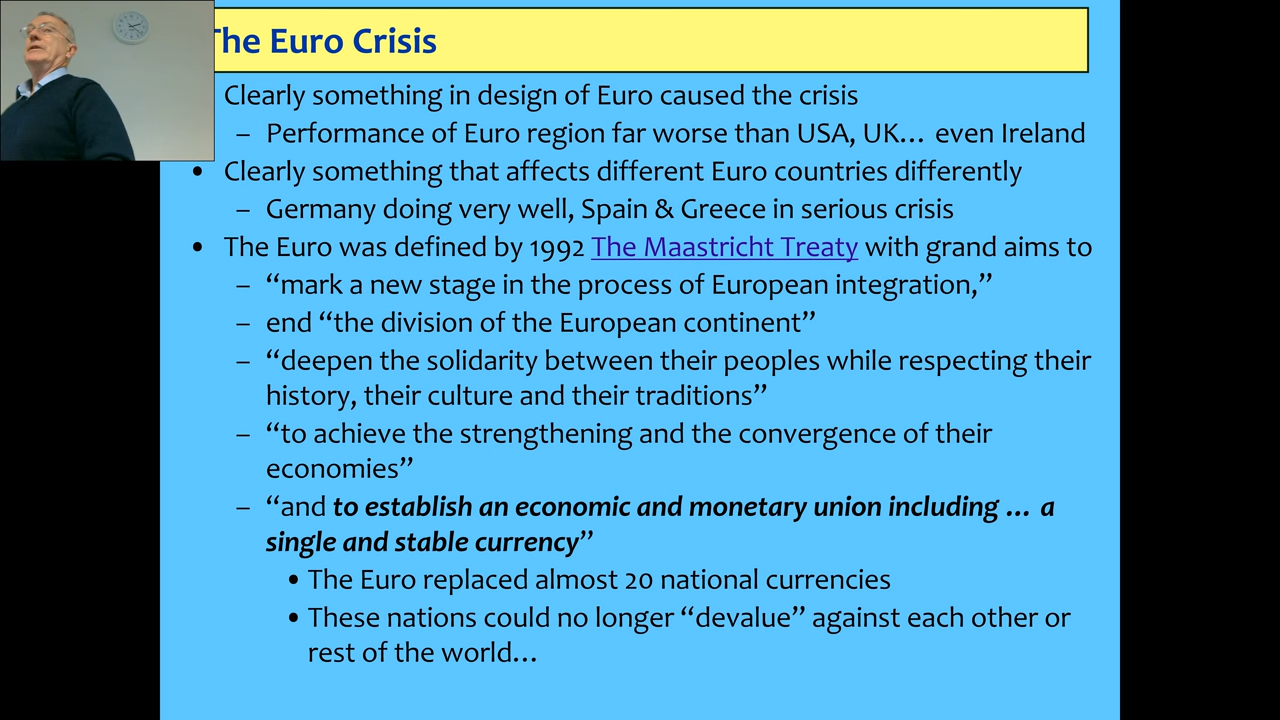 The Euro Crisis
Clearly something in design of Euro caused the crisis
– Performance of Euro region far worse than USA, UK… even Ireland
• Clearly something that affects different Euro countries differently
– Germany doing very well, Spain & Greece in serious crisis
• The Euro was defined by 1992 The Maastricht Treaty with grand aims to
– “mark a new stage in the process of European integration,”
– end “the division of the European continent”
– “deepen the solidarity between their peoples while respecting their
history, their culture and their traditions”
– “to achieve the strengthening and the convergence of their
economies”
– “and to establish an economic and monetary union including … a
single and stable currency”
• The Euro replaced almost 20 national currencies
• These nations could no longer “devalue” against each other or
rest of the world…